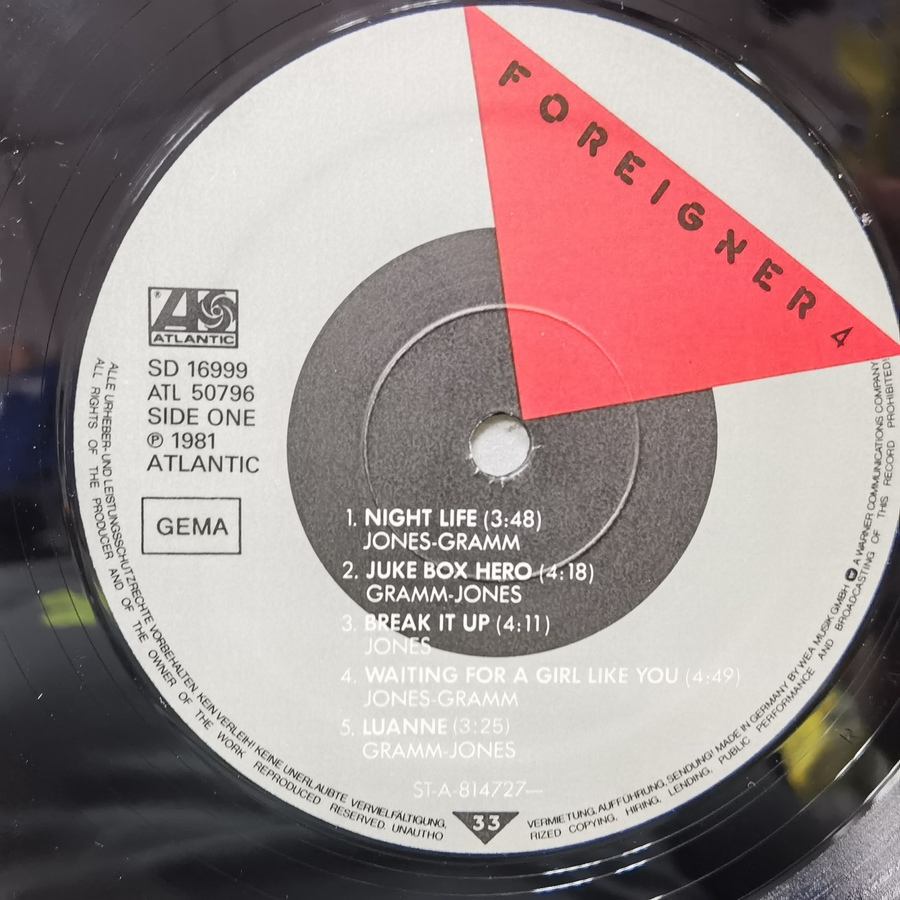 FOREIGNER 4
ATLANTIC
SD 16999
ATL 50796
SIDE ONE
℗ 1981
ATLANTIC
GEMA
1. NIGHT LIFE (3:48)
JONES-GRAMM
2. JUKE BOX HERO (4:18)
GRAMM-JONES
3. BREAK IT UP (4:11)
JONES
4. WAITING FOR A GIRL LIKE YOU (4:49)
JONES-GRAMM
5. LUANNE (3:25)
GRAMM-JONES
ST-A-814727—
33
ALLE URHEBER- UND LEISTUNGSSCHUTZRECHTE VORBEHALTEN KEIN VERLEIH! KEINE UNERLAUBTE VERVIELFÄLTIGUNG, VERMIETUNG, AUFFÜHRUNG, SENDUNG! MADE IN GERMANY BY WEA MUSIK GMBH A WARNER COMMUNICATIONS COMPANY
ALL RIGHTS OF THE PRODUCER AND OF THE OWNER OF THE WORK REPRODUCED RESERVED. UNAUTHORIZED COPYING, HIRING, LENDING, PUBLIC PERFORMANCE AND BROADCASTING OF THIS RECORD PROHIBITED!